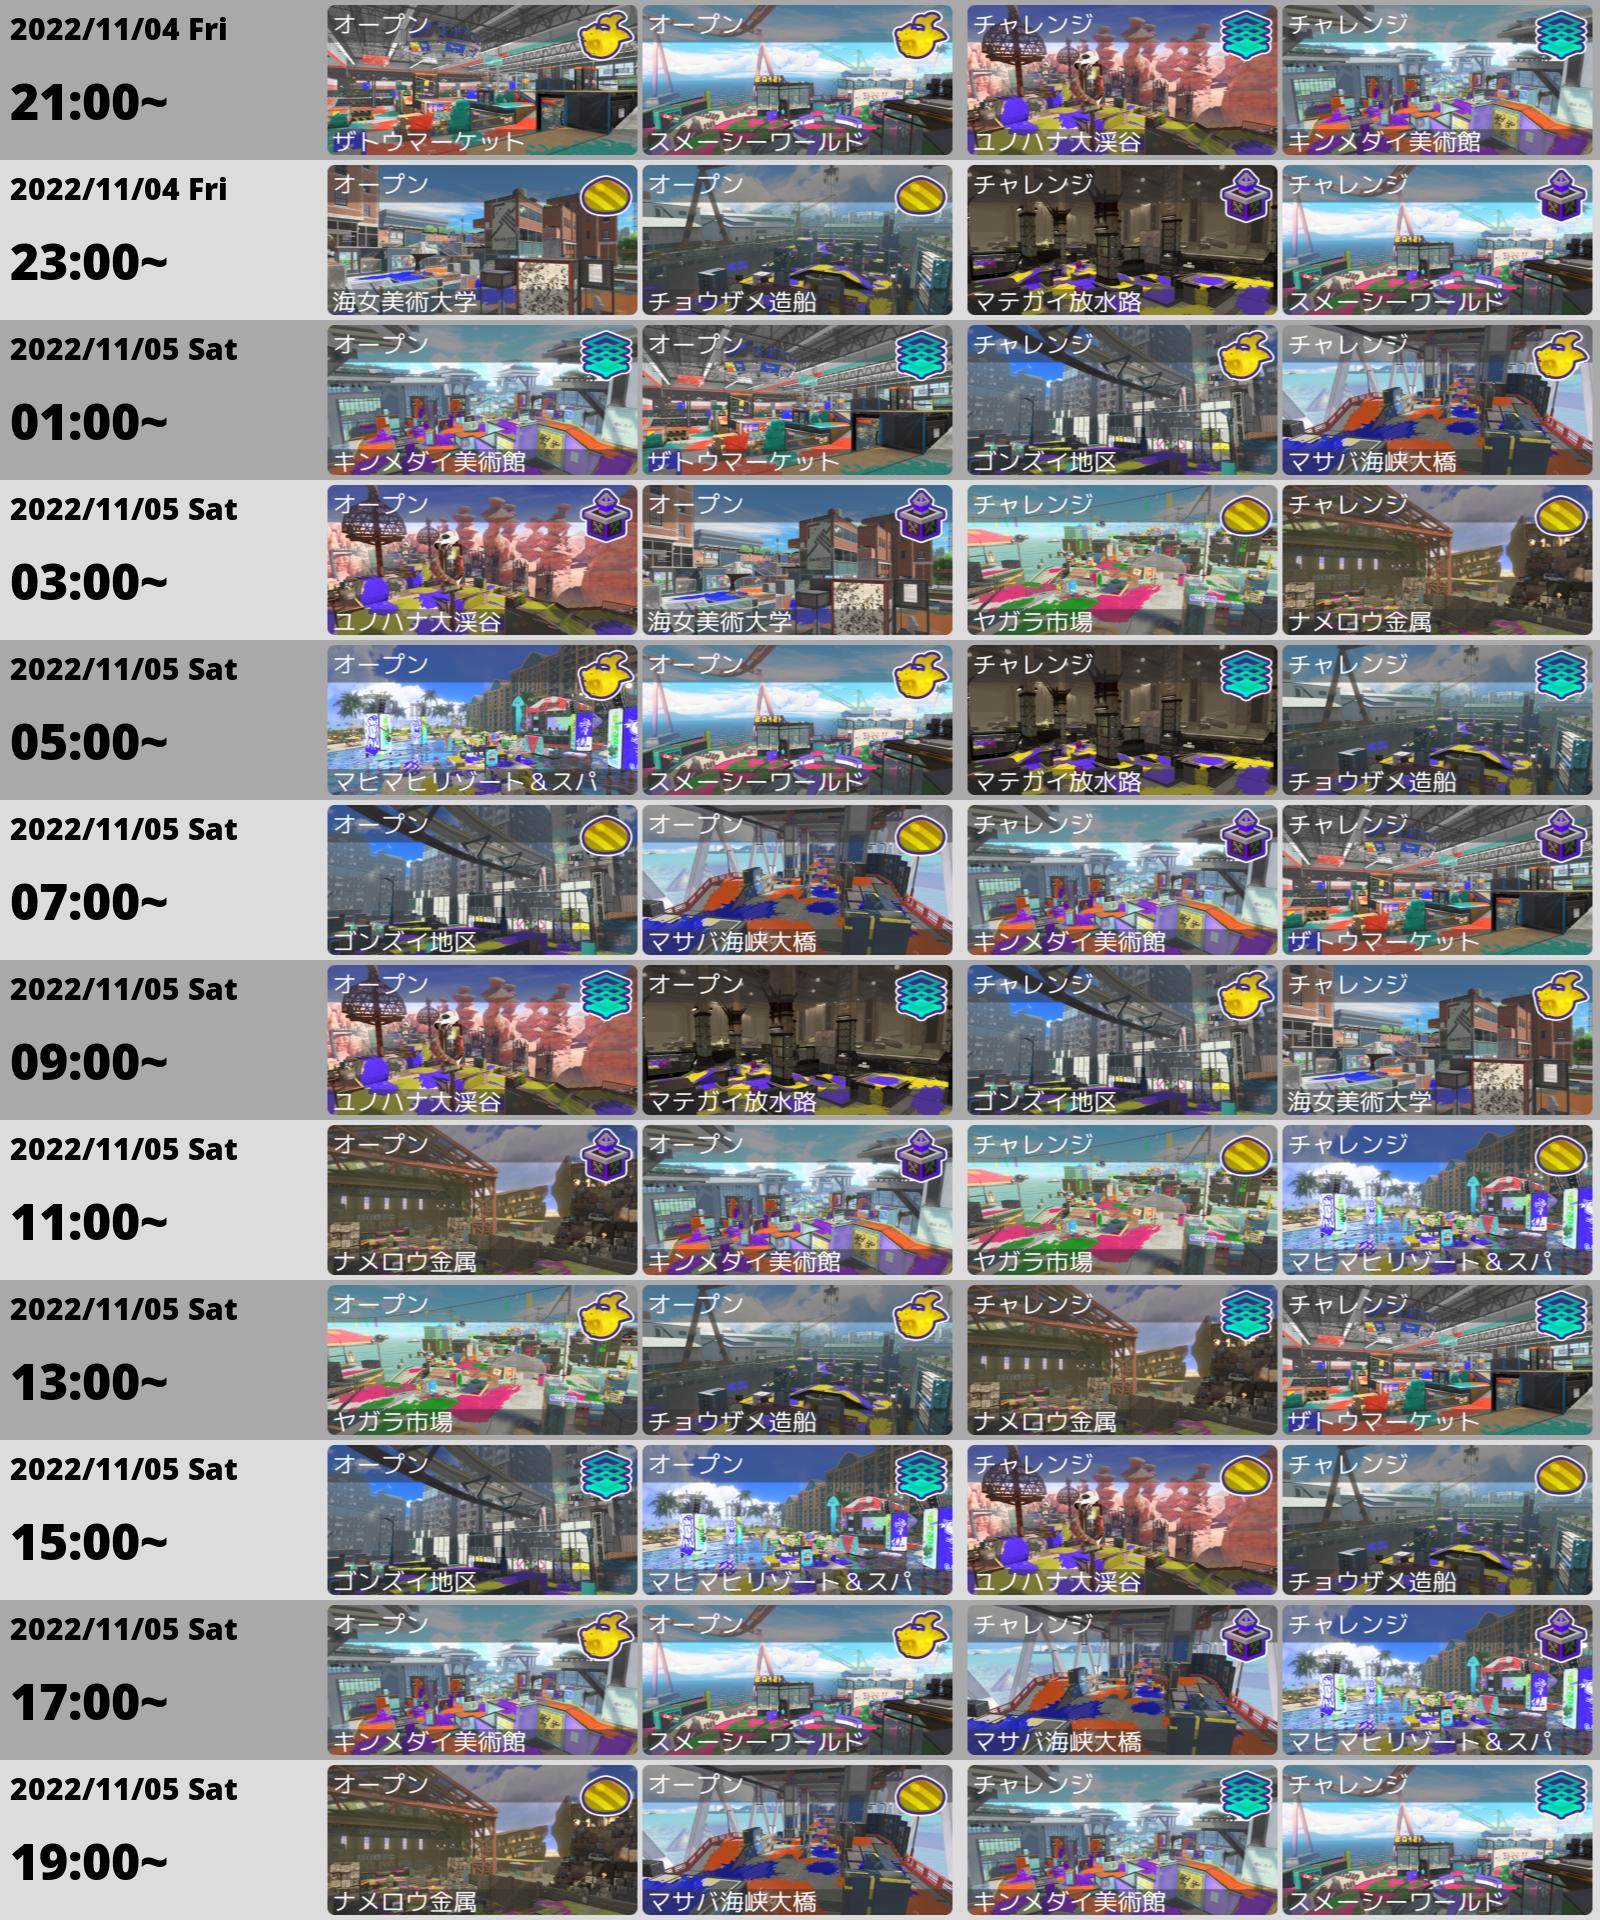 2022/11/04 Fri
21:00~
オープン
ザトウマーケット
オープン
スメーシーワールド
チャレンジ
ユノハナ大渓谷
チャレンジ
キンメダイ美術館
2022/11/04 Fri
23:00~
オープン
海女美術大学
オープン
チョウザメ造船
チャレンジ
マテガイ放水路
チャレンジ
スメーシーワールド
2022/11/05 Sat
01:00~
オープン
キンメダイ美術館
オープン
ザトウマーケット
チャレンジ
ゴンズイ地区
チャレンジ
マサバ海峡大橋
2022/11/05 Sat
03:00~
オープン
ユノハナ大渓谷
オープン
海女美術大学
チャレンジ
ヤガラ市場
チャレンジ
ナメロウ金属
2022/11/05 Sat
05:00~
オープン
マヒマヒリゾート＆スパ
オープン
スメーシーワールド
チャレンジ
マテガイ放水路
チャレンジ
チョウザメ造船
2022/11/05 Sat
07:00~
オープン
ゴンズイ地区
オープン
マサバ海峡大橋
チャレンジ
キンメダイ美術館
チャレンジ
ザトウマーケット
2022/11/05 Sat
09:00~
オープン
ユノハナ大渓谷
オープン
マテガイ放水路
チャレンジ
ゴンズイ地区
チャレンジ
海女美術大学
2022/11/05 Sat
11:00~
オープン
ナメロウ金属
オープン
キンメダイ美術館
チャレンジ
ヤガラ市場
チャレンジ
マヒマヒリゾート＆スパ
2022/11/05 Sat
13:00~
オープン
ヤガラ市場
オープン
チョウザメ造船
チャレンジ
ナメロウ金属
チャレンジ
ザトウマーケット
2022/11/05 Sat
15:00~
オープン
ゴンズイ地区
オープン
マヒマヒリゾート＆スパ
チャレンジ
ユノハナ大渓谷
チャレンジ
チョウザメ造船
2022/11/05 Sat
17:00~
オープン
キンメダイ美術館
オープン
スメーシーワールド
チャレンジ
マサバ海峡大橋
チャレンジ
マヒマヒリゾート＆スパ
2022/11/05 Sat
19:00~
オープン
ナメロウ金属
オープン
マサバ海峡大橋
チャレンジ
キンメダイ美術館
チャレンジ
スメーシーワールド